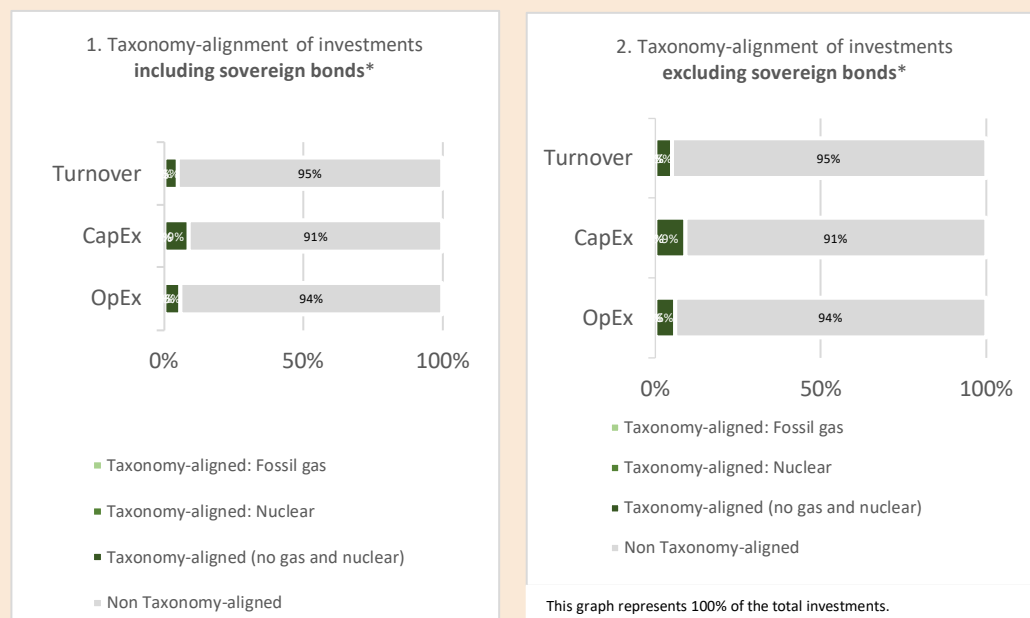 1. Taxonomy-alignment of investments
including sovereign bonds*
Turnover
95%
CapEx
9%
91%
OpEx
94%
0%
50%
100%
Taxonomy-aligned: Fossil gas
Taxonomy-aligned: Nuclear
Taxonomy-aligned (no gas and nuclear)
Non Taxonomy-aligned
2. Taxonomy-alignment of investments
excluding sovereign bonds*
Turnover
95%
CapEx
9%
91%
OpEx
94%
0%
50%
100%
Taxonomy-aligned: Fossil gas
Taxonomy-aligned: Nuclear
Taxonomy-aligned (no gas and nuclear)
Non Taxonomy-aligned
This graph represents 100% of the total investments.